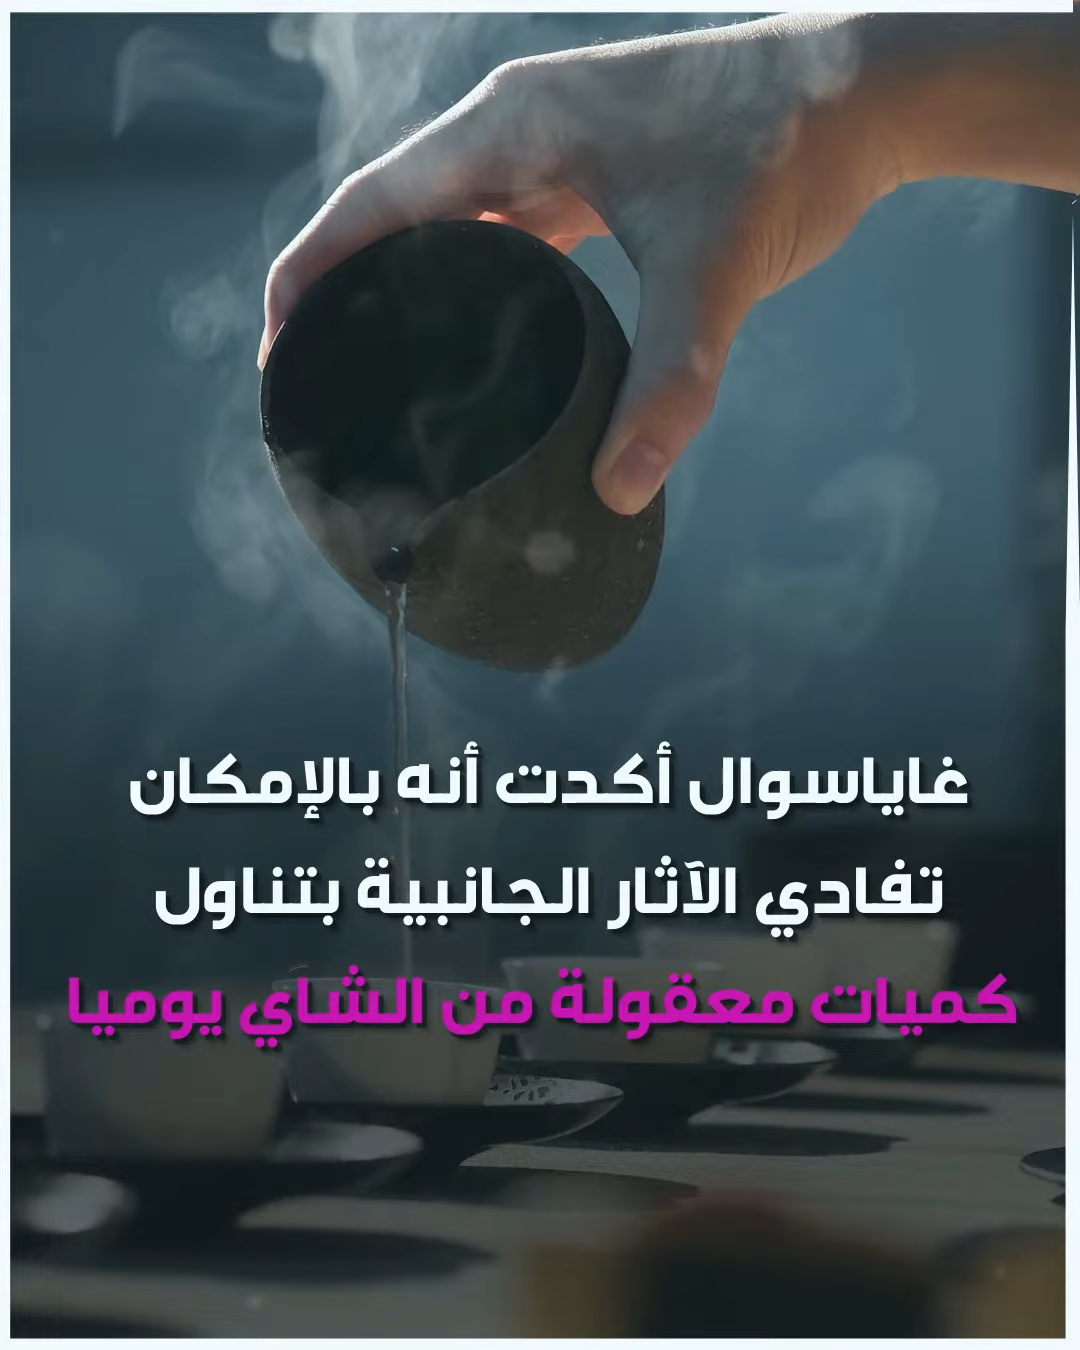 غاياسوال أكدت أنه بالإمكان
تفادي الآثار الجانبية بتناول
كميات معقولة من الشاي يوميا